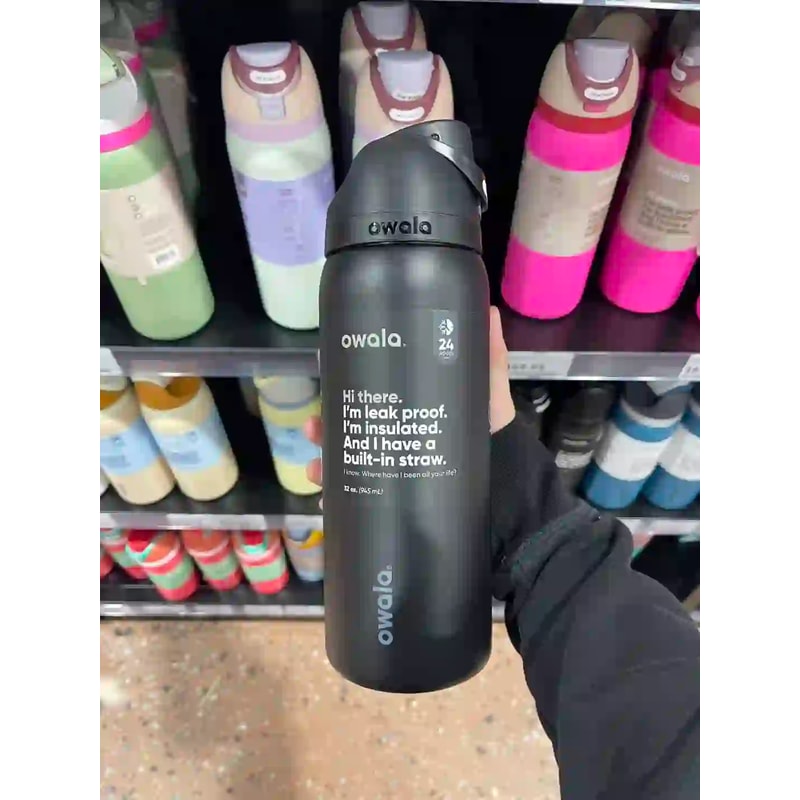 owala
owala
24
Hi there.
I'm leak proof.
I'm insulated.
And I have a
built-in straw.
I know. Where have I been all your life?
32 oz. (945 mL)
owala
owala